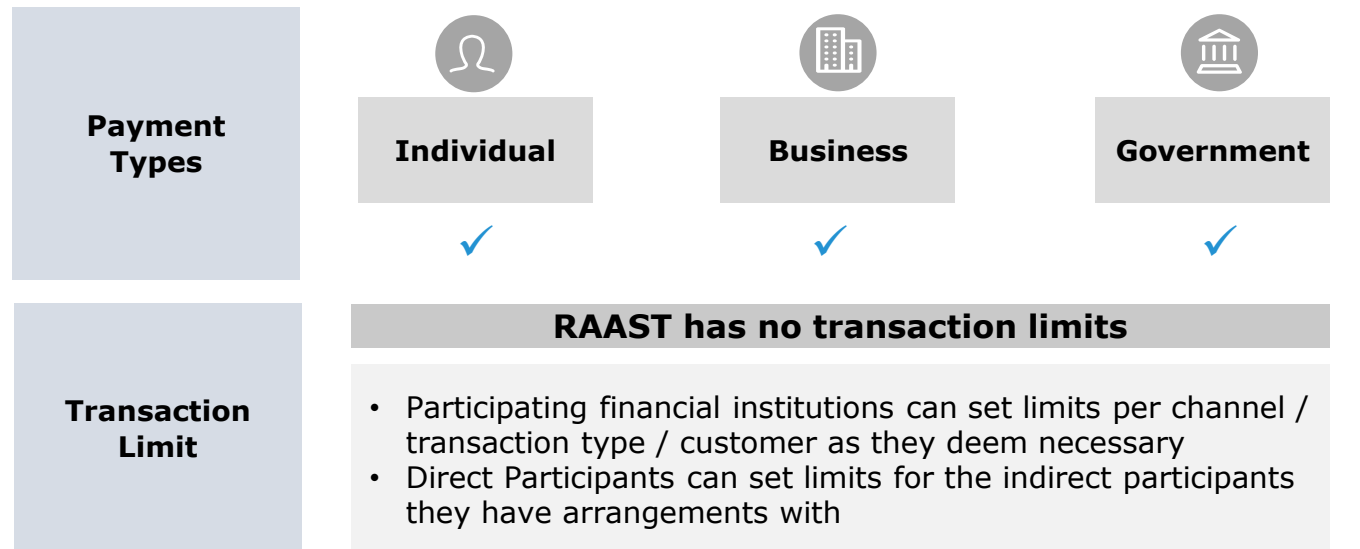 Payment
Types
Individual
Business
Government
Transaction
Limit
RAAST has no transaction limits
• Participating financial institutions can set limits per channel /
transaction type / customer as they deem necessary
• Direct Participants can set limits for the indirect participants
they have arrangements with